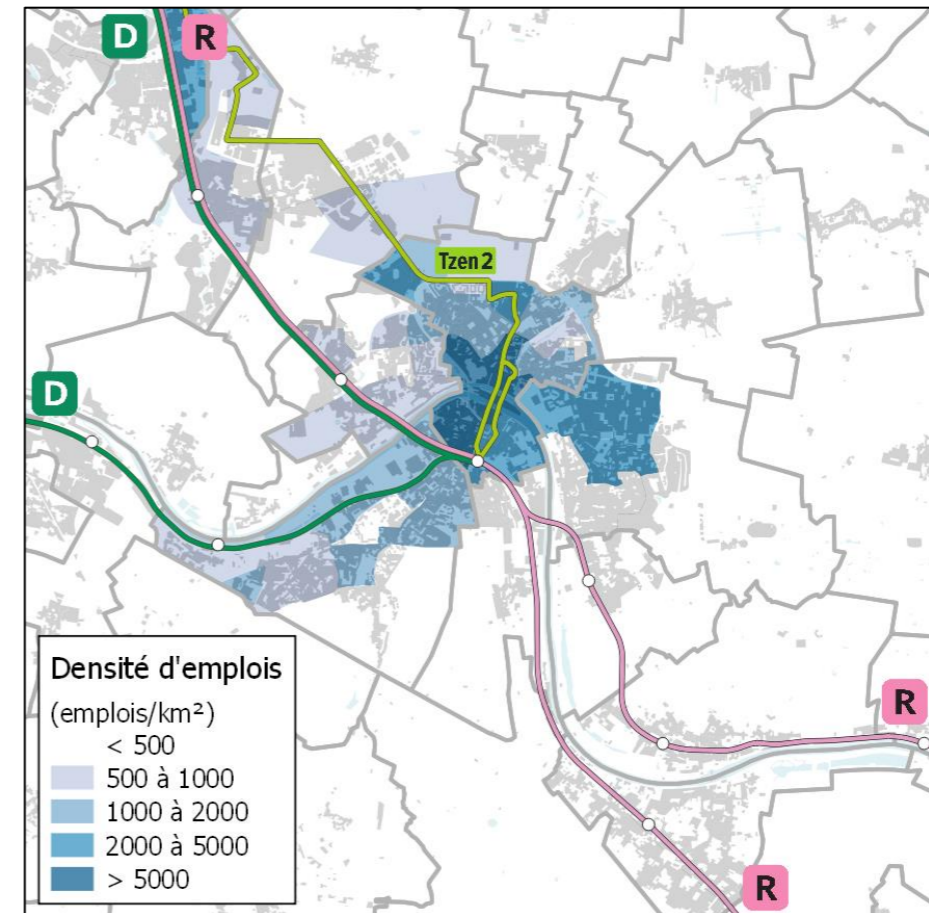 D
R
Tzen 2
D
Densité d'emplois
(emplois/km²)
< 500
500 à 1000
1000 à 2000
2000 à 5000
> 5000
R
R